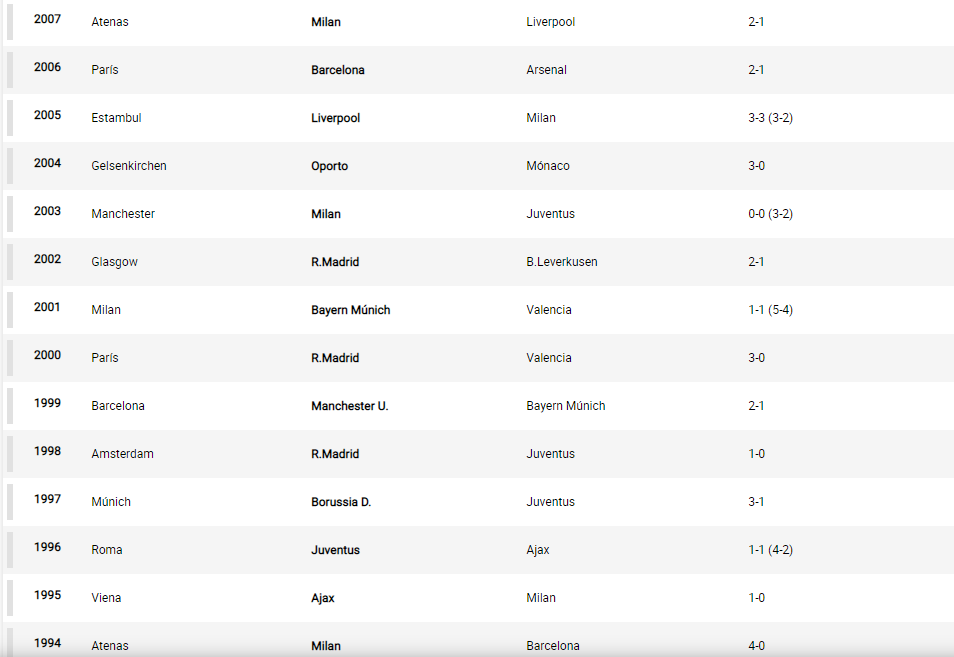 2007 Atenas Milan Liverpool 2-1
2006 París Barcelona Arsenal 2-1
2005 Estambul Liverpool Milan 3-3 (3-2)
2004 Gelsenkirchen Oporto Mónaco 3-0
2003 Manchester Milan Juventus 0-0 (3-2)
2002 Glasgow R.Madrid B.Leverkusen 2-1
2001 Milan Bayern Múnich Valencia 1-1 (5-4)
2000 París R.Madrid Valencia 3-0
1999 Barcelona Manchester U. Bayern Múnich 2-1
1998 Amsterdam R.Madrid Juventus 1-0
1997 Múnich Borussia D. Juventus 3-1
1996 Roma Juventus Ajax 1-1 (4-2)
1995 Viena Ajax Milan 1-0
1994 Atenas Milan Barcelona 4-0